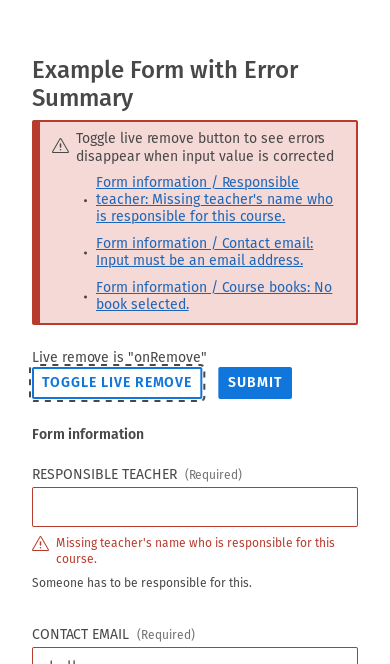 Example Form with Error
Summary
Toggle live remove button to see errors
disappear when input value is corrected
Form information / Responsible
teacher: Missing teacher's name who
is responsible for this course.
Form information / Contact email:
Input must be an email address.
Form information / Course books: No
book selected.
Live remove is "onRemove"
TOGGLE LIVE REMOVE
SUBMIT
Form information
RESPONSIBLE TEACHER (Required)
Missing teacher's name who is responsible for this
course.
Someone has to be responsible for this.
CONTACT EMAIL (Required)